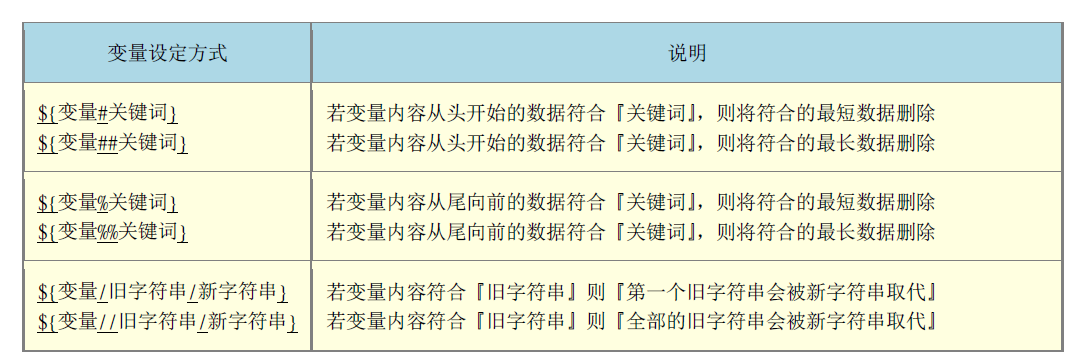 变量设定方式 说明
${变量#关键词} 若变量内容从头开始的数据符合『关键词』，则将符合的最短数据删除
${变量##关键词} 若变量内容从头开始的数据符合『关键词』，则将符合的最长数据删除
${变量%关键词} 若变量内容从尾向前的数据符合『关键词』，则将符合的最短数据删除
${变量%%关键词} 若变量内容从尾向前的数据符合『关键词』，则将符合的最长数据删除
${变量/旧字符串/新字符串} 若变量内容符合『旧字符串』则『第一个旧字符串会被新字符串取代』
${变量//旧字符串/新字符串} 若变量内容符合『旧字符串』则『全部的旧字符串会被新字符串取代』